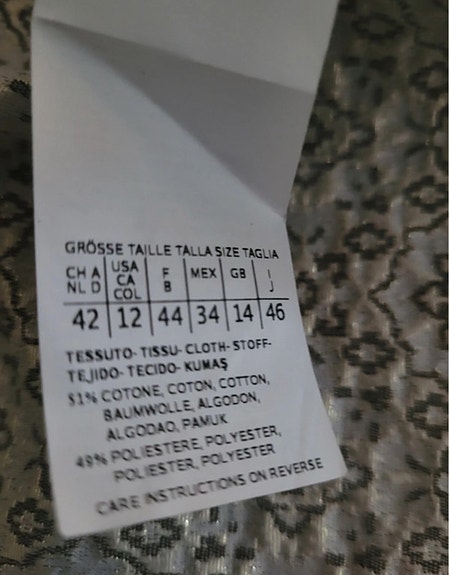 GRÖSSE TAILLE TALLA SIZE TAGLIA
CH A USA F MEX GB I
NL D CA B J
COL
42 12 44 34 14 46
TESSUTO- TISSU- CLOTH- STOFF-
TEJIDO- TECIDO- KUMAŞ
51% COTONE, COTON, COTTON,
BAUMWOLLE, ALGODON,
ALGODAO, PAMUK
49% POLIESTERE, POLYESTER,
POLIESTER, POLYESTER
CARE INSTRUCTIONS ON REVERSE